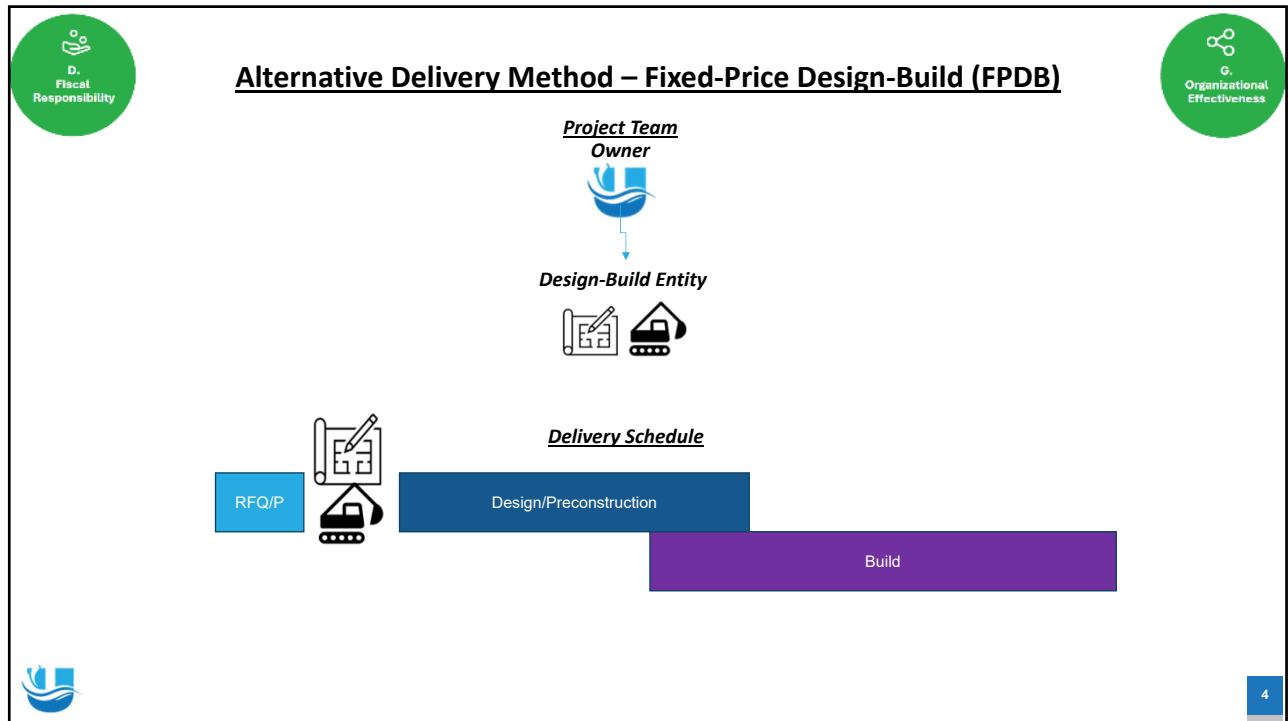 D.
Fiscal
Responsibility
Alternative Delivery Method – Fixed-Price Design-Build (FPDB)
G.
Organizational
Effectiveness
Project Team
Owner
Design-Build Entity
Delivery Schedule
RFQ/P
Design/Preconstruction
Build
4